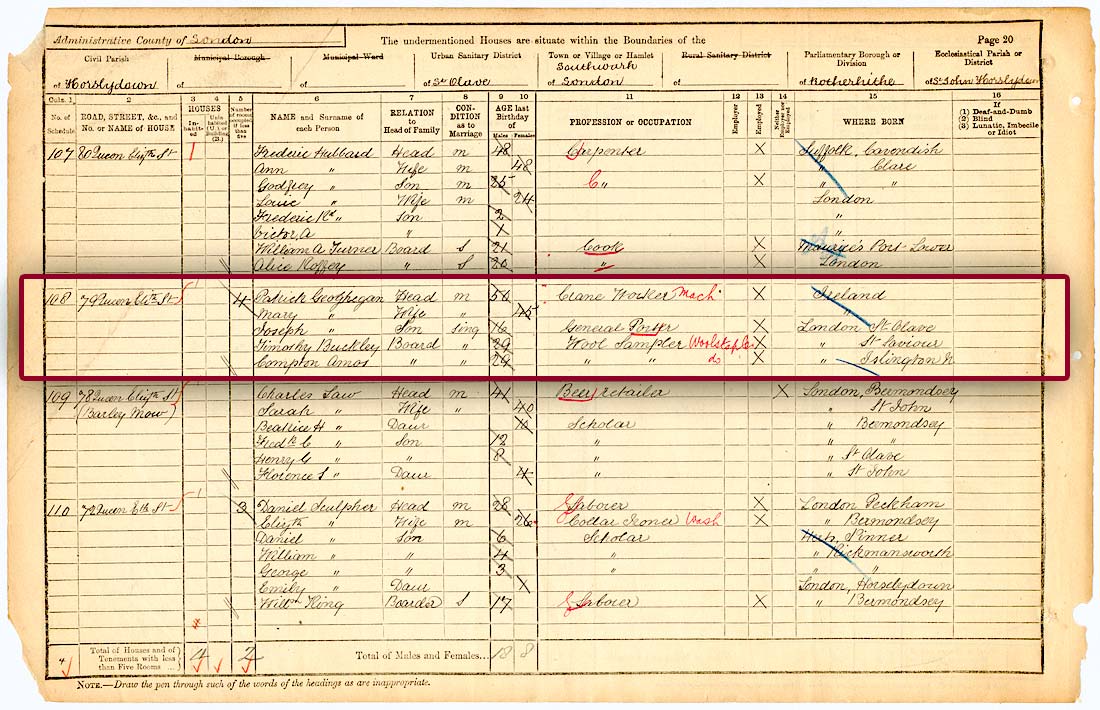 Administrative County of London The undermentioned Houses are situate within the Boundaries of the Page 20
Civil Parish Municipal Borough Municipal Ward Urban Sanitary District Town or Village or Hamlet Rural Sanitary District Parliamentary Borough or Division Ecclesiastical Parish or District
of Horslydown of of of St Olave of Southwark London of of Rotherhithe of St John Horslydown
Cols. 1 2 3 4 5 6 7 8 9 10 11 12 13 14 15 16
No. of Schedule ROAD, STREET, &c., and No. or NAME of HOUSE HOUSES Inhabited Uninhabited (U.) or Building (B.) Number of rooms occupied if less than five NAME and Surname of each Person RELATION to Head of Family CONDITION as to Marriage AGE last Birthday of Males Females PROFESSION or OCCUPATION Employer Employed Neither Employer nor Employed WHERE BORN If (1) Deaf-and-Dumb (2) Blind (3) Lunatic, Imbecile or Idiot
107 80 Queen Elizth St 1 Frederic Hubbard Head m 48 Carpenter X Suffolk, Cavendish
Ann " Wife m 48 " Clare
Godfrey " Son m 25 C " X " "
Louie " Wife m 24 London
Frederic Rd " Son 2 "
Victor A " 1 "
William A Turner Board S 21 Cook X Port
Alice Roffey " S 20 " X London
108 79 Queen Elth St 1 4 Patrick Geoghegan Head m 50 Crane Worker Mach X Ireland
Mary " Wife " 45 "
Joseph " Son sing 16 General Porter X London St Olave
Timothy Buckley Board " 29 Wool Sampler X " St Saviour
Compton Amos " " 29 " " do X " Islington N
109 78 Queen Elizth St 1 Charles Law Head m 41 Beer retailer X London, Bermondsey
(Barley Mow) Sarah " Wife " 40 " St John
Beatrice H " Daur 10 Scholar " Bermondsey
Fredk C " Son 12 " " "
Henry G " " 8 " " St Olave
Florence S " Daur 4 " " St John
110 72 Queen Eth St 1 3 Daniel Sculpher Head m 28 Laborer X London Peckham
Elizth " Wife m 26 Collar Ironer Wash X " Bermondsey
Daniel " Son 6 Scholar Herts, Pinner
William " " 4 " " Rickmansworth
George " " 3 " "
Emily " Daur London, Horselydown
Willm King Boarder S 17 Laborer X " Bermondsey
4 Total of Houses and of Tenements with less than Five Rooms ... 4 2 Total of Males and Females... 18 8
NOTE.—Draw the pen through such of the words of the headings as are inappropriate.